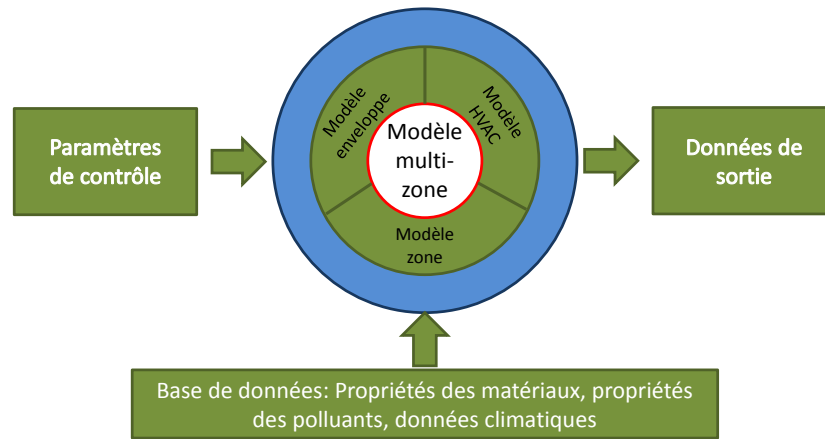 Paramètres
de contrôle
Modèle
enveloppe
Modèle
HVAC
Modèle
multi-
zone
Modèle
zone
Données de
sortie
Base de données: Propriétés des matériaux, propriétés
des polluants, données climatiques